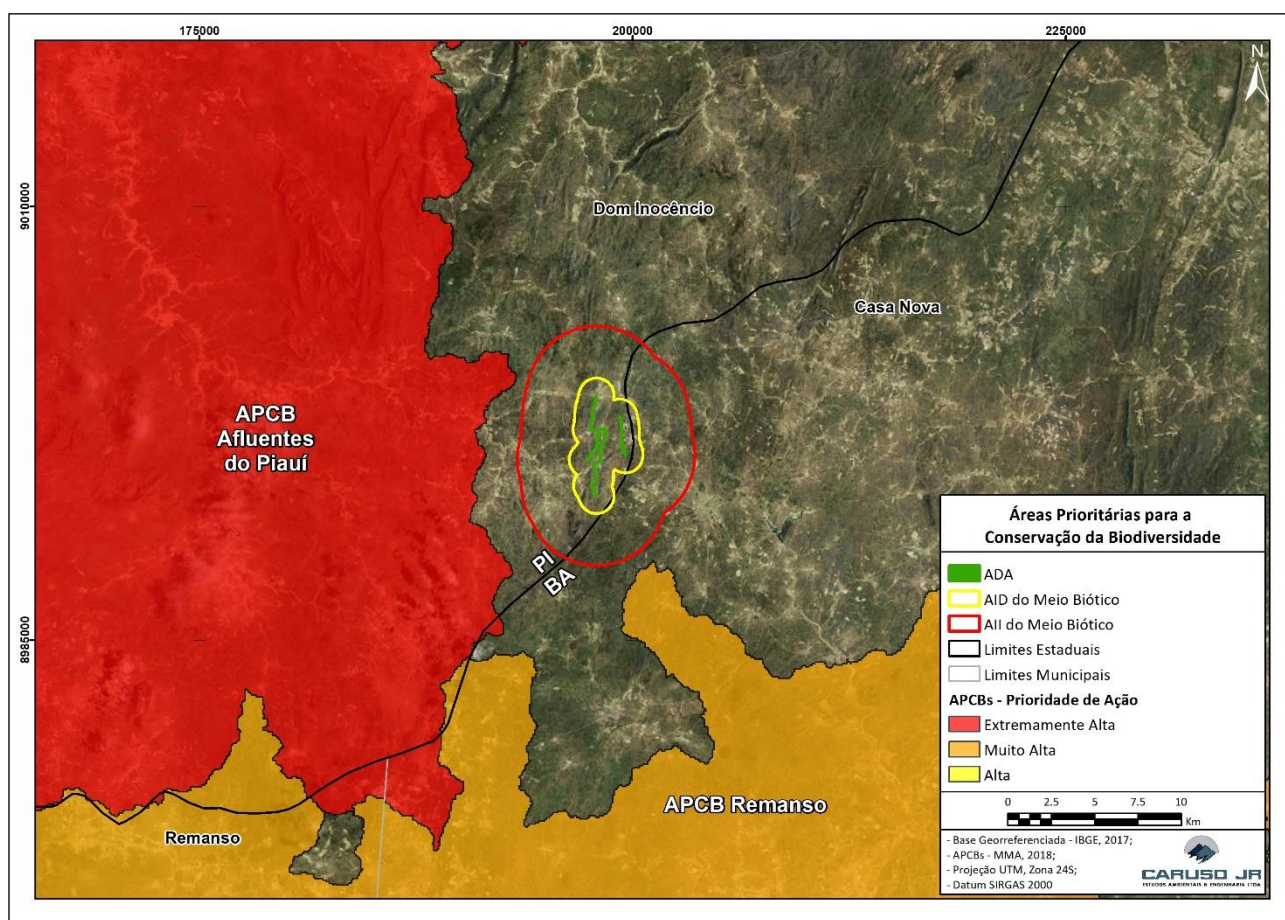 175000
200000
225000
N
9010000
8985000
Dom Inocêncio
Casa Nova
APCB
Afluentes
do Piauí
PI
BA
APCB Remanso
Remanso
Áreas Prioritárias para a
Conservação da Biodiversidade
ADA
AID do Meio Biótico
AII do Meio Biótico
Limites Estaduais
Limites Municipais
APCBs - Prioridade de Ação
Extremamente Alta
Muito Alta
Alta
0 2.5 5 7.5 10
Km
- Base Georreferenciada - IBGE, 2017;
- APCBs - MMA, 2018;
- Projeção UTM, Zona 24S;
- Datum SIRGAS 2000
CARUSO JR
ESTUDOS AMBIENTAIS & ENGENHARIA LTDA